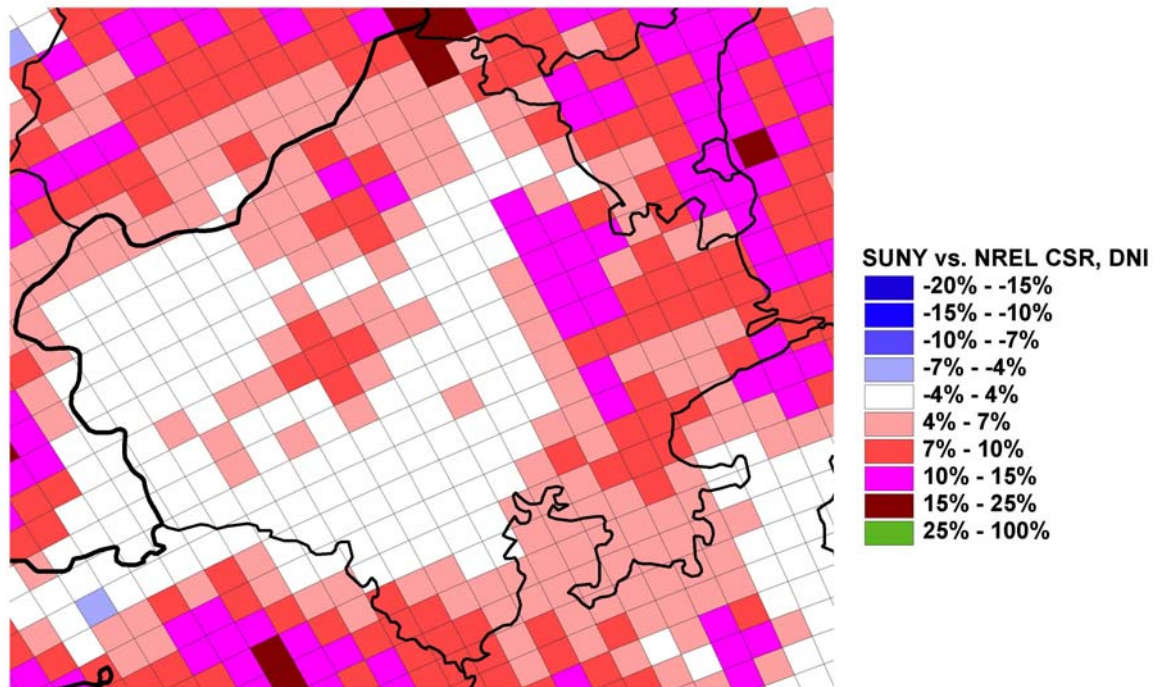 SUNY vs. NREL CSR, DNI
-20% - -15%
-15% - -10%
-10% - -7%
-7% - -4%
-4% - 4%
4% - 7%
7% - 10%
10% - 15%
15% - 25%
25% - 100%